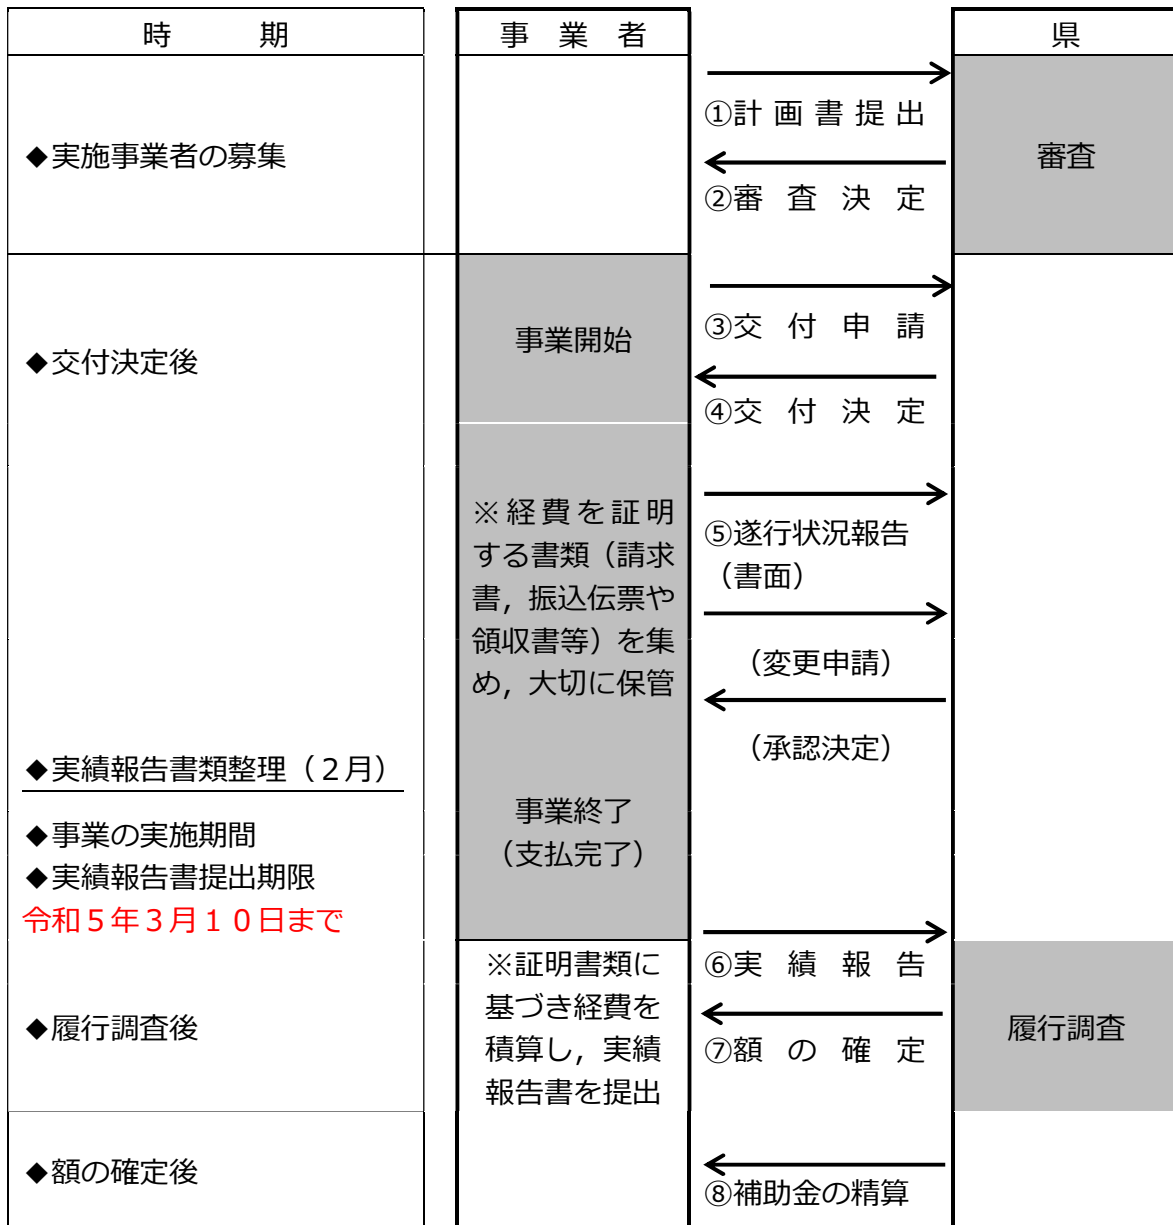 時　期
事　業　者
県
◆実施事業者の募集
①計画書提出
②審査決定
審査
◆交付決定後
事業開始
③交付申請
④交付決定
※経費を証明
する書類（請求
書，振込伝票や
領収書等）を集
め，大切に保管
⑤遂行状況報告
（書面）
（変更申請）
（承認決定）
◆実績報告書類整理（２月）
◆事業の実施期間
◆実績報告書提出期限
令和５年３月１０日まで
事業終了
（支払完了）
⑥実績報告
◆履行調査後
※証明書類に
基づき経費を
積算し，実績
報告書を提出
⑦額の確定
履行調査
◆額の確定後
⑧補助金の精算